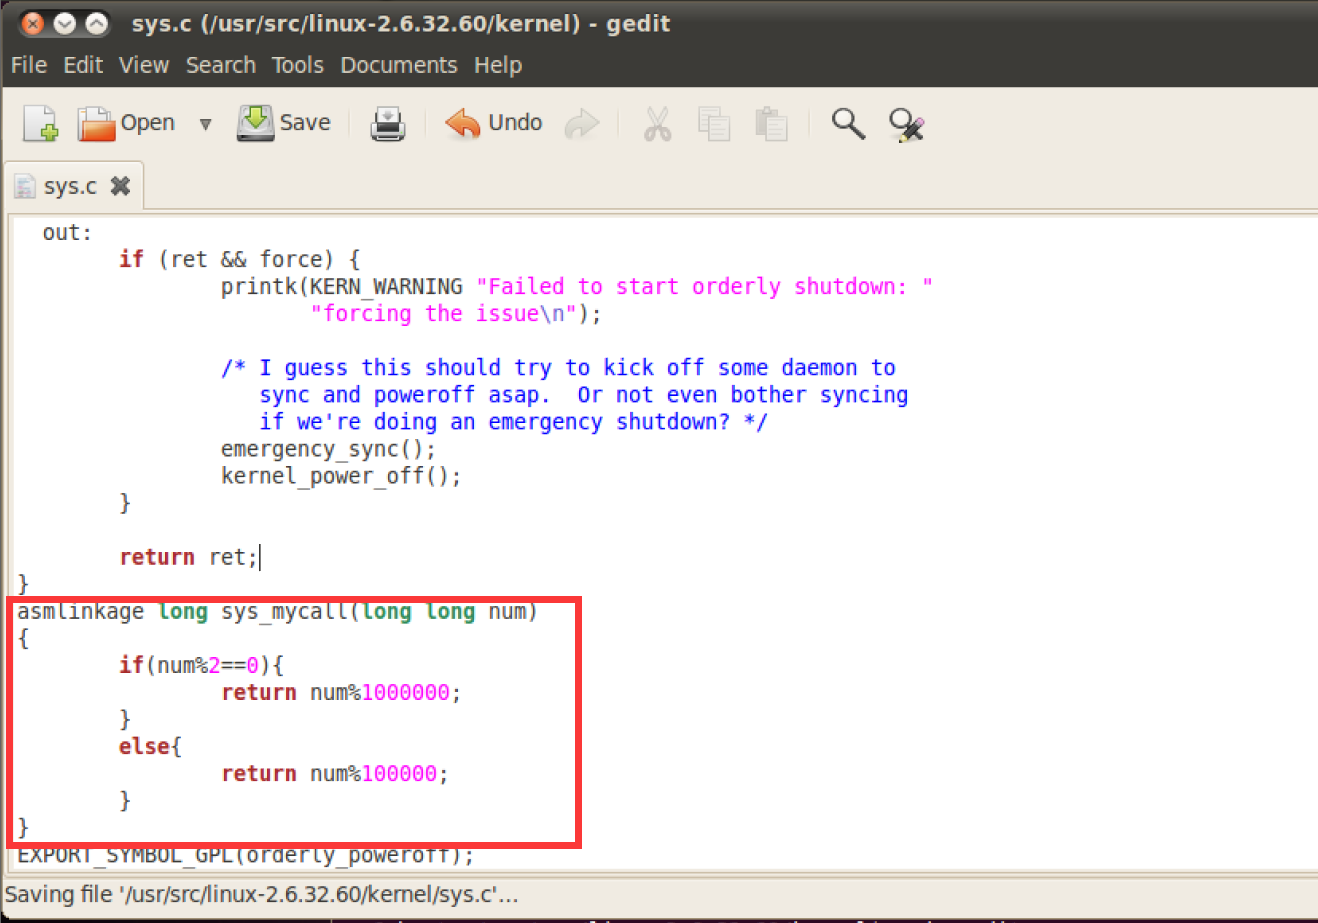 sys.c (/usr/src/linux-2.6.32.60/kernel) - gedit
File Edit View Search Tools Documents Help
Open Save Undo
sys.c
out:
if (ret && force) {
printk(KERN_WARNING "Failed to start orderly shutdown: "
"forcing the issue\n");
/* I guess this should try to kick off some daemon to
sync and poweroff asap.  Or not even bother syncing
if we're doing an emergency shutdown? */
emergency_sync();
kernel_power_off();
}
return ret;
}
asmlinkage long sys_mycall(long long num)
{
if(num%2==0){
return num%1000000;
}
else{
return num%100000;
}
}
EXPORT_SYMBOL_GPL(orderly_poweroff);
Saving file '/usr/src/linux-2.6.32.60/kernel/sys.c'...